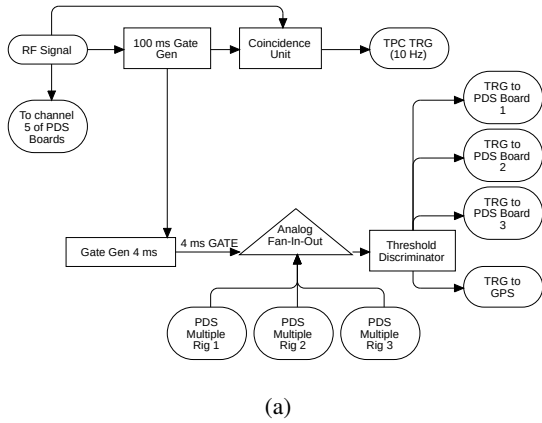 RF Signal
100 ms Gate
Gen
Coincidence
Unit
TPC TRG
(10 Hz)
To channel
5 of PDS
Boards
TRG to
PDS Board
1
TRG to
PDS Board
2
TRG to
PDS Board
3
Gate Gen 4 ms
4 ms GATE
Analog
Fan-In-Out
Threshold
Discriminator
TRG to
GPS
PDS
Multiple
Rig 1
PDS
Multiple
Rig 2
PDS
Multiple
Rig 3
(a)